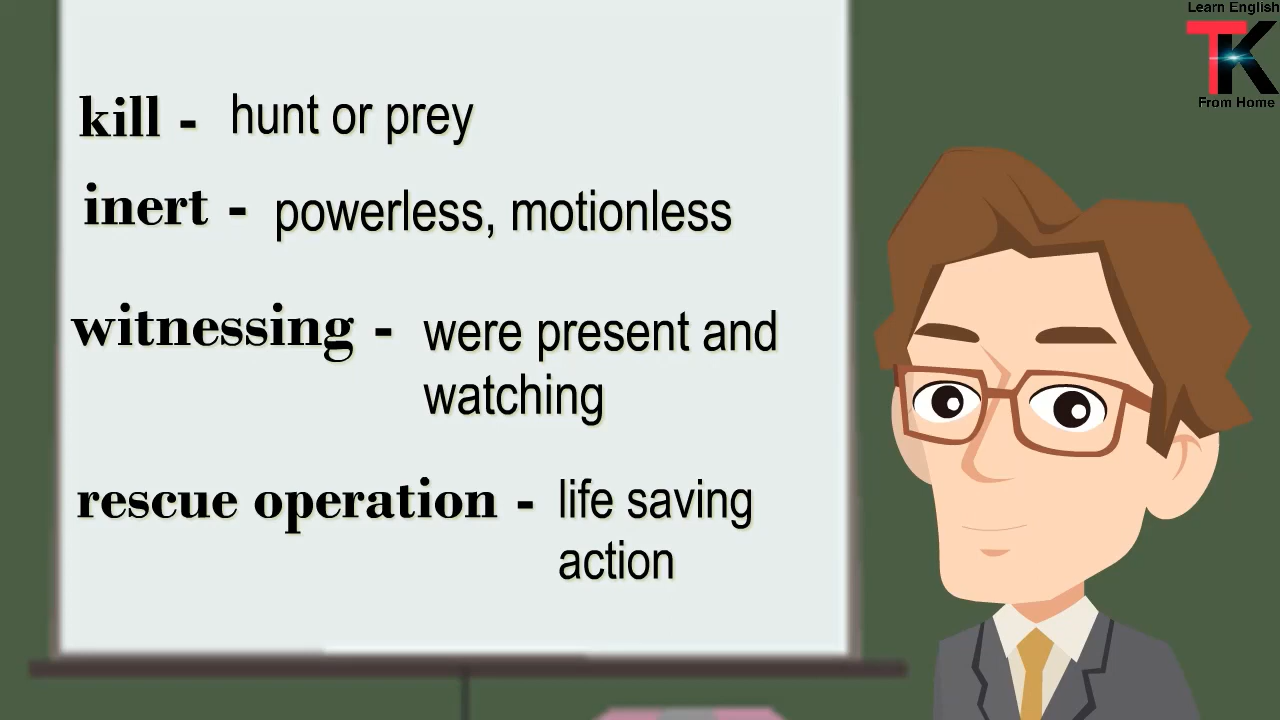 Learn English
TK
From Home
kill - hunt or prey
inert - powerless, motionless
witnessing - were present and
watching
rescue operation - life saving
action